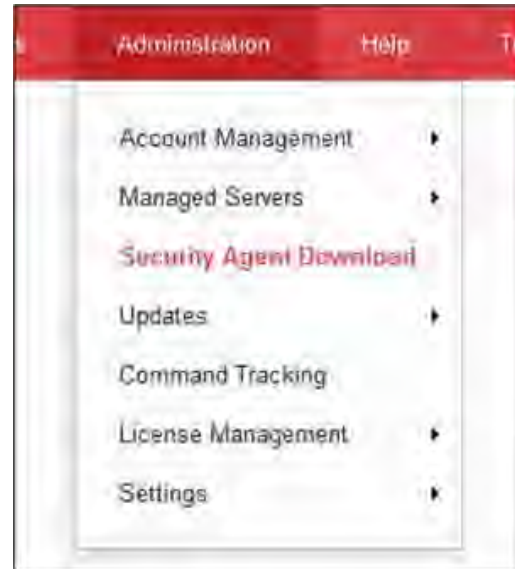 Administration Help
Account Management
Managed Servers
Security Agent Download
Updates
Command Tracking
License Management
Settings